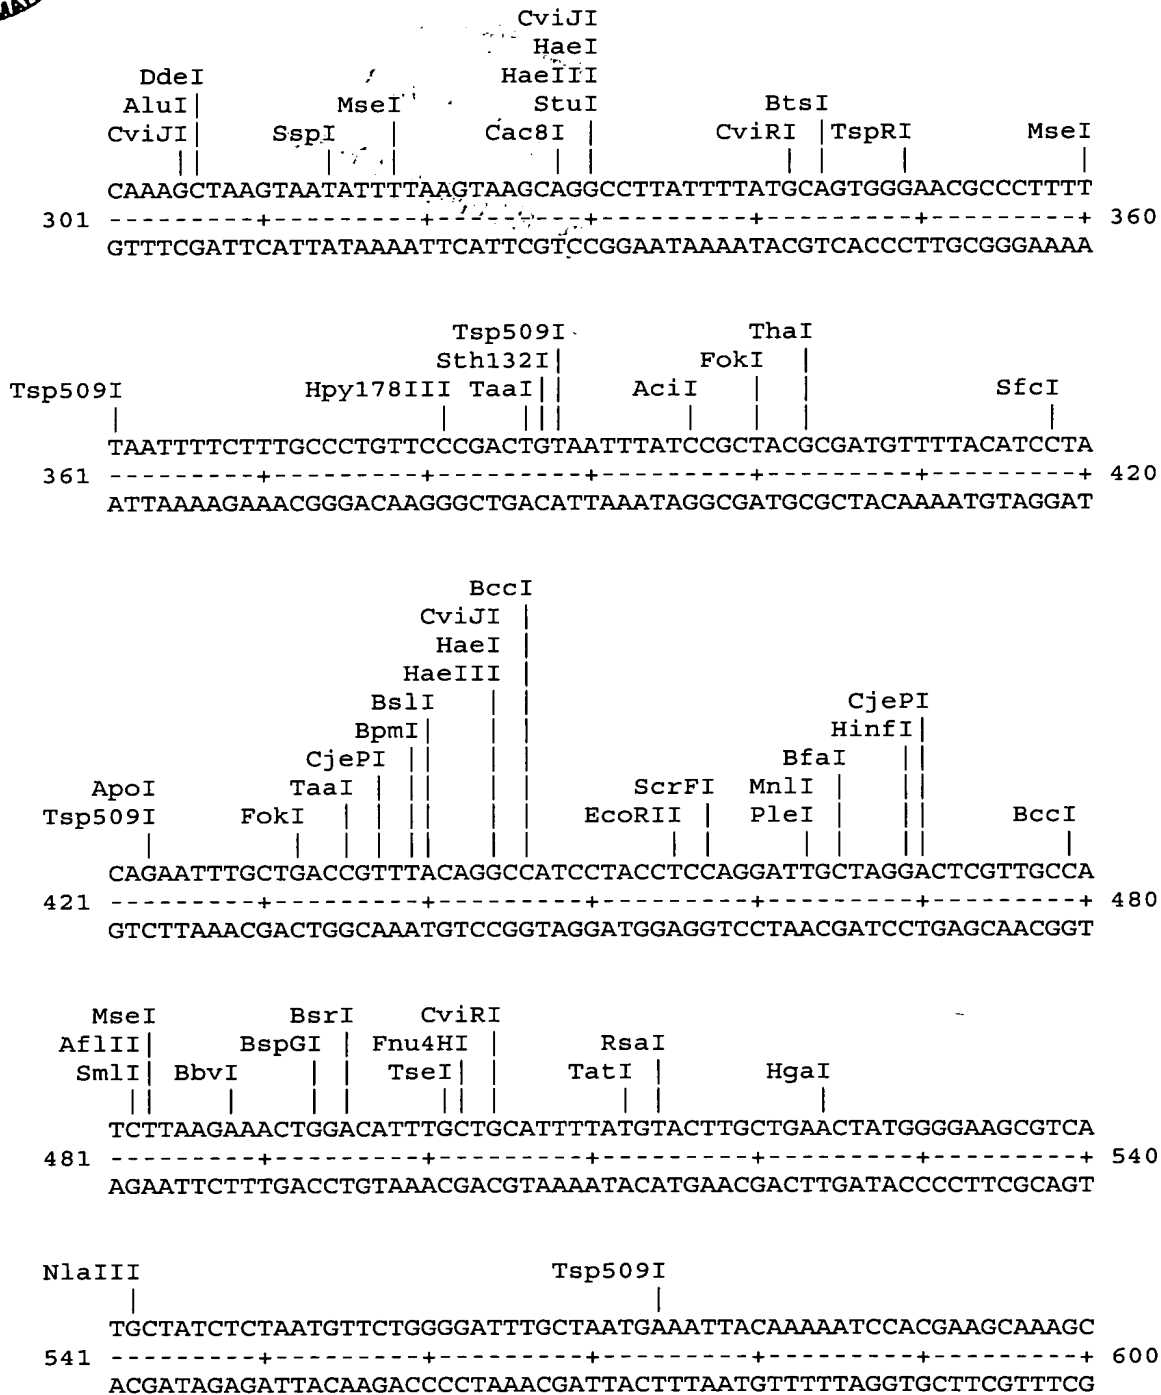 CviJI
HaeI
DdeI HaeIII
AluI MseI StuI BtsI
CviJI SspI Cac8I CviRI TspRI MseI
CAAAGCTAAGTAATATTTTAAGTAAGCAGGCCTTATTTTATGCAGTGGGAACGCCCTTTT
301 ---------+---------+---------+---------+---------+---------+ 360
GTTTCGATTCATTATAAAATTCATTCGTCCGGAATAAAATACGTCACCCTTGCGGGAAAA
Tsp509I ThaI
Sth132I FokI
Tsp509I Hpy178III TaaI AciI SfcI
TAATTTTCTTTGCCCTGTTCCCGACTGTAATTTATCCGCTACGCGATGTTTTACATCCTA
361 ---------+---------+---------+---------+---------+---------+ 420
ATTAAAAGAAACGGGACAAGGGCTGACATTAAATAGGCGATGCGCTACAAAATGTAGGAT
BccI
CviJI
HaeI
HaeIII
BslI CjePI
BpmI HinfI
CjePI BfaI
ApoI TaaI ScrFI MnlI
Tsp509I FokI EcoRII PleI BccI
CAGAATTTGCTGACCGTTTACAGGCCATCCTACCTCCAGGATTGCTAGGACTCGTTGCCA
421 ---------+---------+---------+---------+---------+---------+ 480
GTCTTAAACGACTGGCAAATGTCCGGTAGGATGGAGGTCCTAACGATCCTGAGCAACGGT
MseI BsrI CviRI
AflII BspGI Fnu4HI RsaI
SmlI BbvI TseI TatI HgaI
TCTTAAGAAACTGGACATTTGCTGCATTTTATGTACTTGCTGAACTATGGGGAAGCGTCA
481 ---------+---------+---------+---------+---------+---------+ 540
AGAATTCTTTGACCTGTAAACGACGTAAAATACATGAACGACTTGATACCCCTTCGCAGT
NlaIII Tsp509I
TGCTATCTCTAATGTTCTGGGGATTTGCTAATGAAATTACAAAAATCCACGAAGCAAAGC
541 ---------+---------+---------+---------+---------+---------+ 600
ACGATAGAGATTACAAGACCCCTAAACGATTACTTTAATGTTTTTAGGTGCTTCGTTTCG